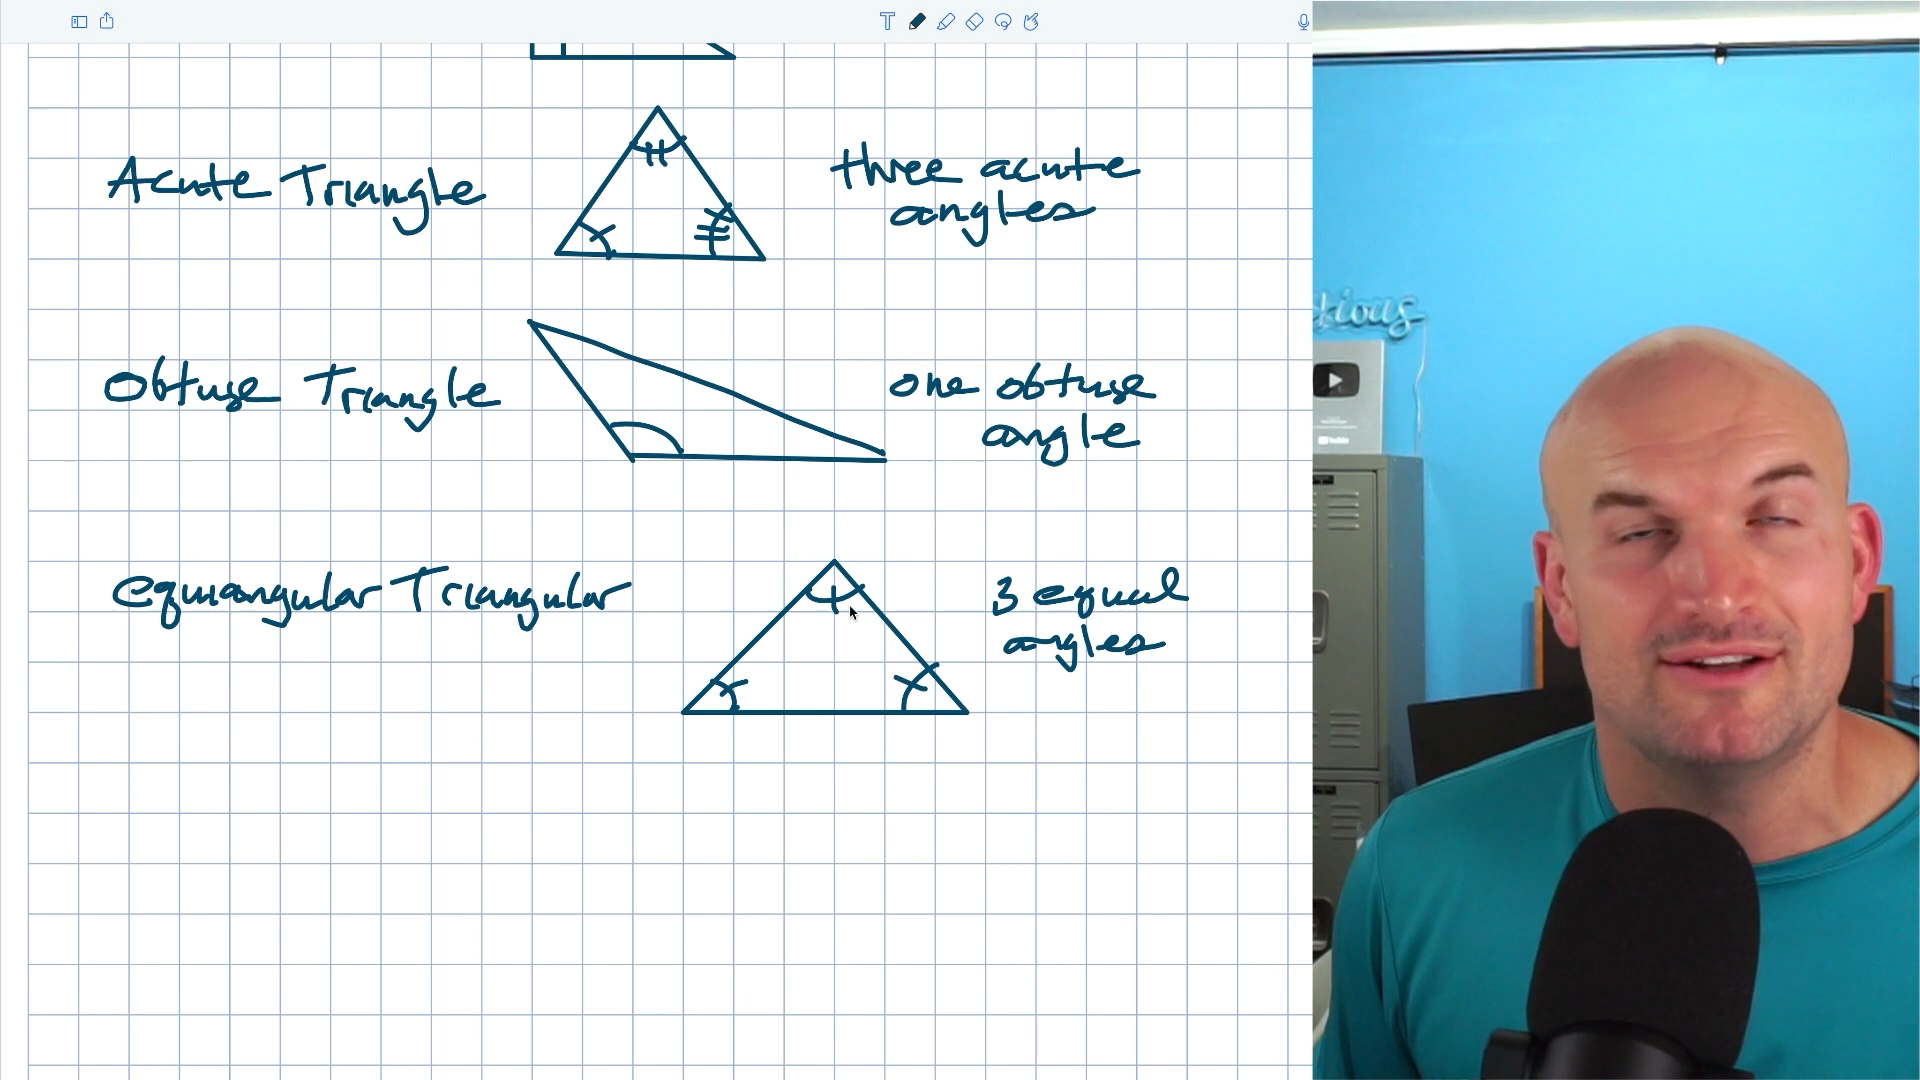 Acute Triangle
three acute
angles
Obtuse Triangle
one obtuse
angle
equiangular Triangular
3 equal
angles